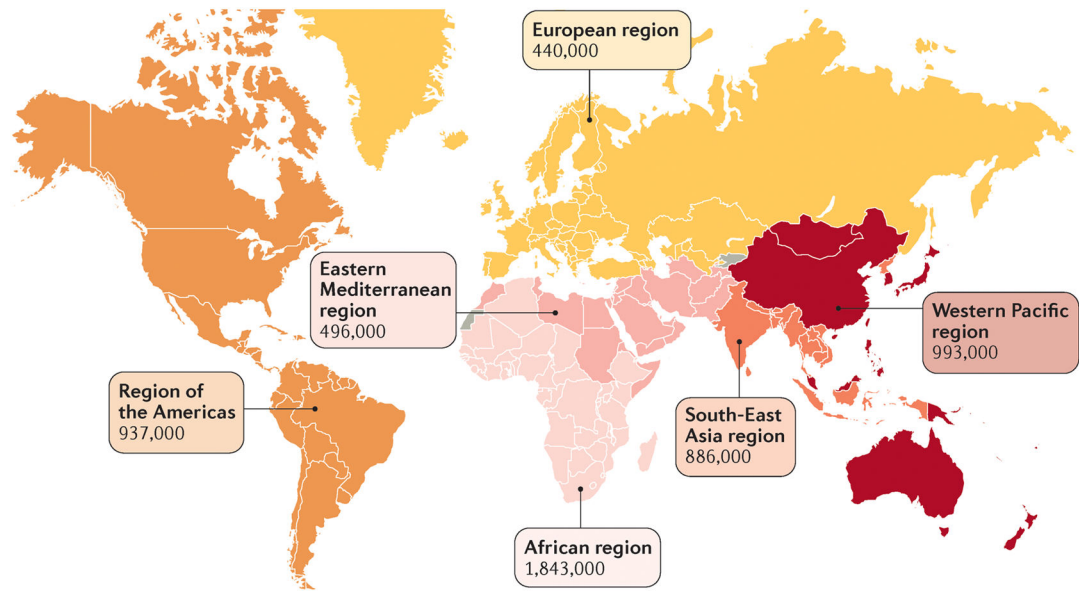 European region
440,000
Eastern
Mediterranean
region
496,000
Western Pacific
region
993,000
Region of
the Americas
937,000
South-East
Asia region
886,000
African region
1,843,000